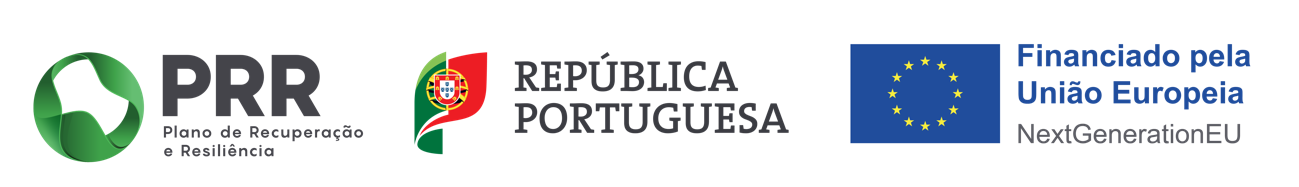 PRR
Plano de Recuperação
e Resiliência
REPÚBLICA
PORTUGUESA
Financiado pela
União Europeia
NextGenerationEU